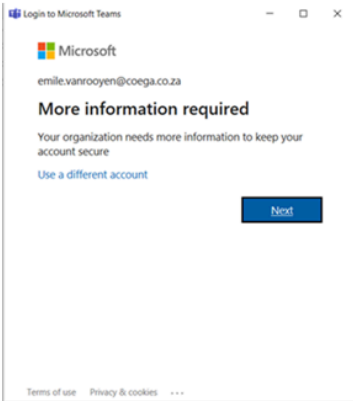 Login to Microsoft Teams
Microsoft
emile.vanrooyen@coega.co.za
More information required
Your organization needs more information to keep your
account secure
Use a different account
Next
Terms of use Privacy & cookies ...